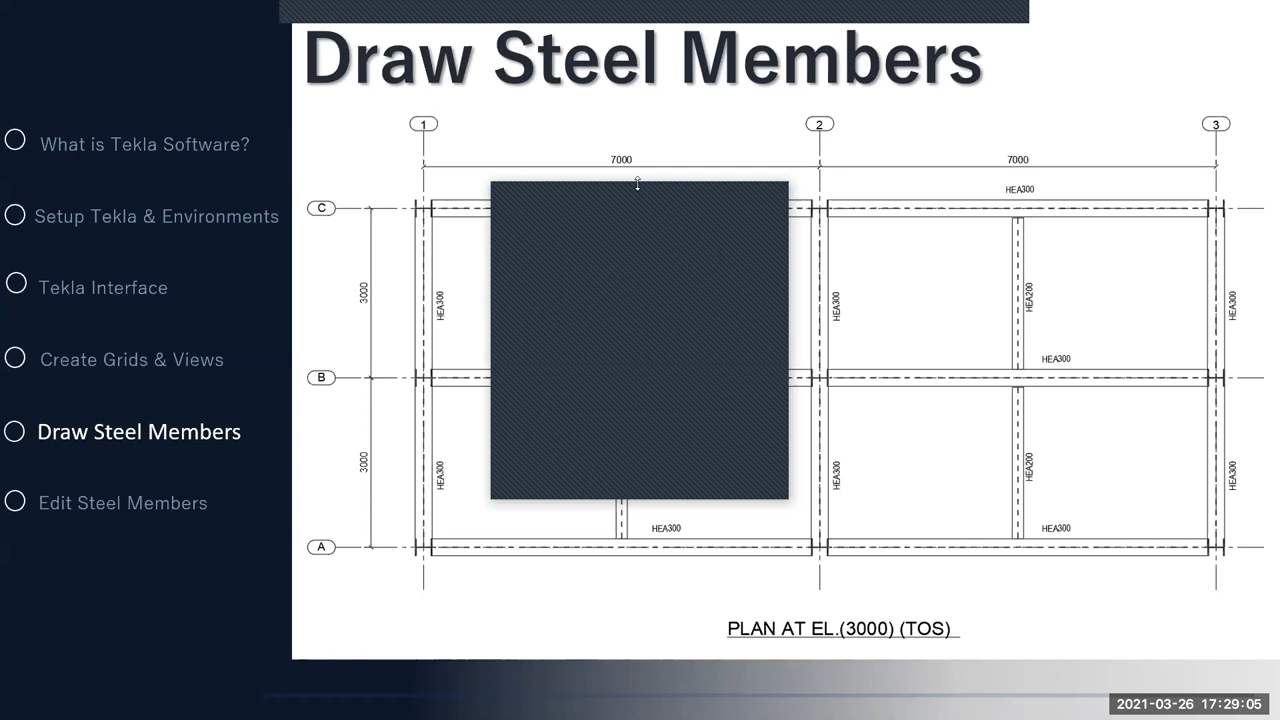 Draw Steel Members
What is Tekla Software?
Setup Tekla & Environments
Tekla Interface
Create Grids & Views
Draw Steel Members
Edit Steel Members
1
2
3
7000
7000
HEA300
C
3000
HEA300
HEA300
HEA200
HEA300
HEA300
B
3000
HEA300
HEA300
HEA200
HEA300
HEA300
HEA300
A
PLAN AT EL.(3000) (TOS)
2021-03-26 17:29:05